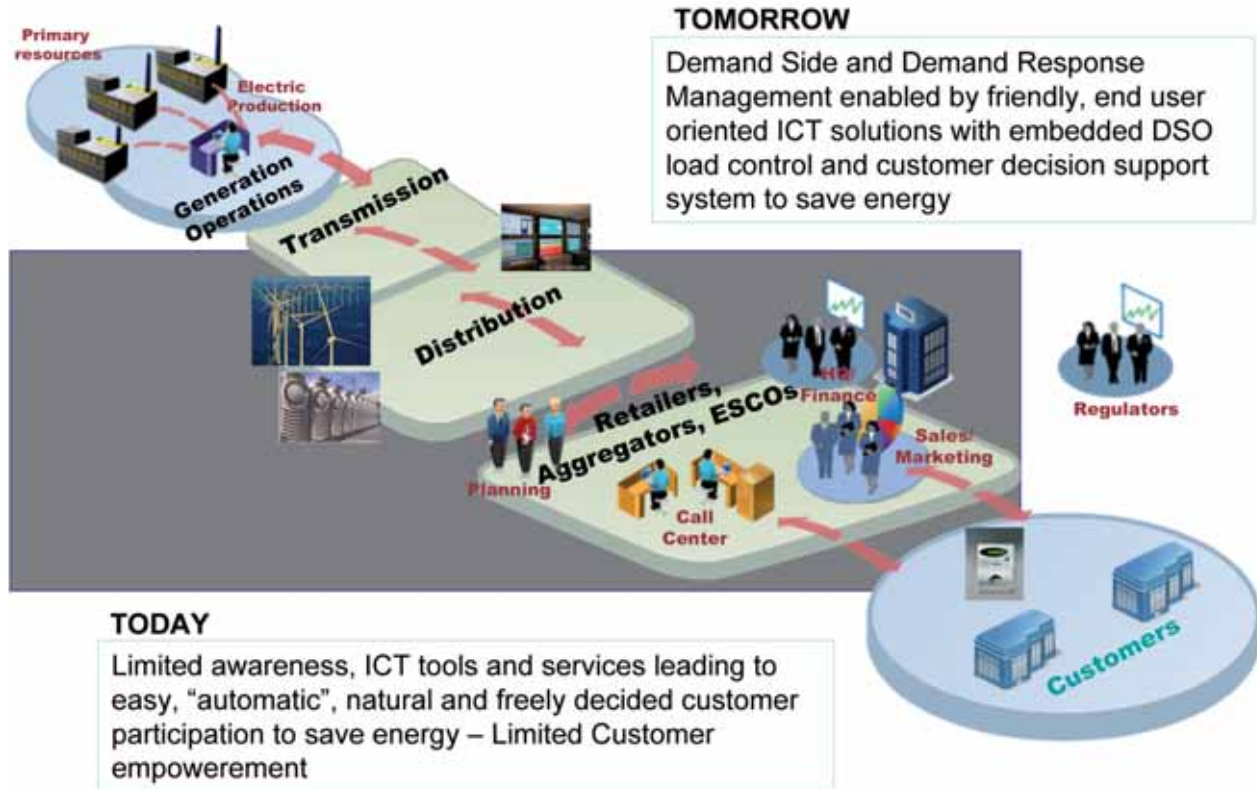 TOMORROW
Demand Side and Demand Response
Management enabled by friendly, end user
oriented ICT solutions with embedded DSO
load control and customer decision support
system to save energy
Primary
resources
Electric
Production
Generation
Operations
Transmission
Distribution
Retailers,
Aggregators, ESCOs
Planning
HQ/
Finance
Sales/
Marketing
Call
Center
Regulators
Customers
TODAY
Limited awareness, ICT tools and services leading to
easy, “automatic”, natural and freely decided customer
participation to save energy – Limited Customer
empowerement